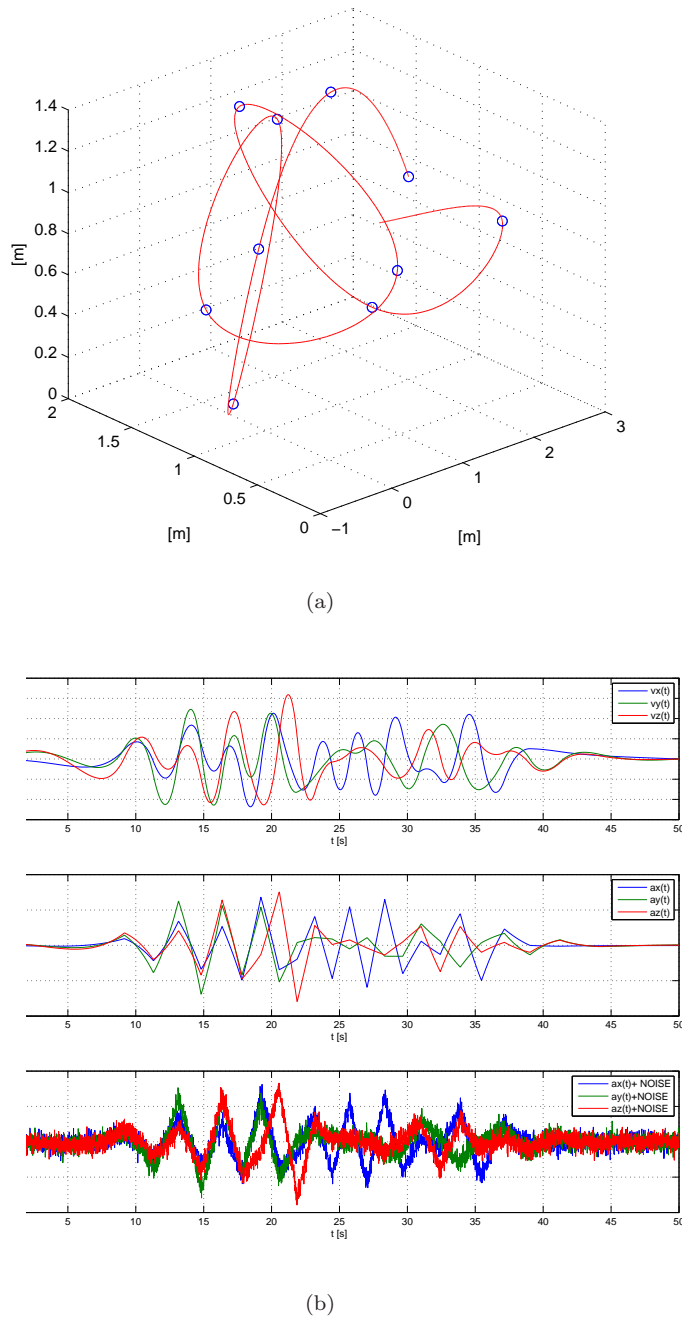 1.4
1.2
1
0.8
0.6
0.4
0.2
0
[m]
2
1.5
1
0.5
0
[m]
−1
0
1
2
3
[m]
(a)
vx(t)
vy(t)
vz(t)
5 10 15 20 25 30 35 40 45 50
t [s]
ax(t)
ay(t)
az(t)
5 10 15 20 25 30 35 40 45 50
t [s]
ax(t)+ NOISE
ay(t)+NOISE
az(t)+NOISE
5 10 15 20 25 30 35 40 45 50
t [s]
(b)